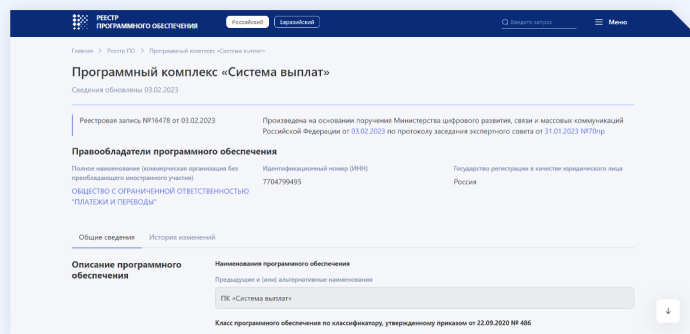 РЕЕСТР
ПРОГРАММНОГО ОБЕСПЕЧЕНИЯ
Российский Евразийский
Введите запрос
Меню
Главная > Реестр ПО > Программный комплекс «Система выплат»
Программный комплекс «Система выплат»
Сведения обновлены 03.02.2023
Реестровая запись №16478 от 03.02.2023
Произведена на основании поручения Министерства цифрового развития, связи и массовых коммуникаций
Российской Федерации от 03.02.2023 по протоколу заседания экспертного совета от 31.01.2023 №70пр
Правообладатели программного обеспечения
Полное наименование (коммерческая организация без
преобладающего иностранного участия)
ОБЩЕСТВО С ОГРАНИЧЕННОЙ ОТВЕТСТВЕННОСТЬЮ
"ПЛАТЕЖИ И ПЕРЕВОДЫ"
Идентификационный номер (ИНН)
7704799495
Государство регистрации в качестве юридического лица
Россия
Общие сведения История изменений
Описание программного
обеспечения
Наименования программного обеспечения
Предыдущие и (или) альтернативные наименования
ПК «Система выплат»
Класс программного обеспечения по классификатору, утвержденному приказом от 22.09.2020 № 486